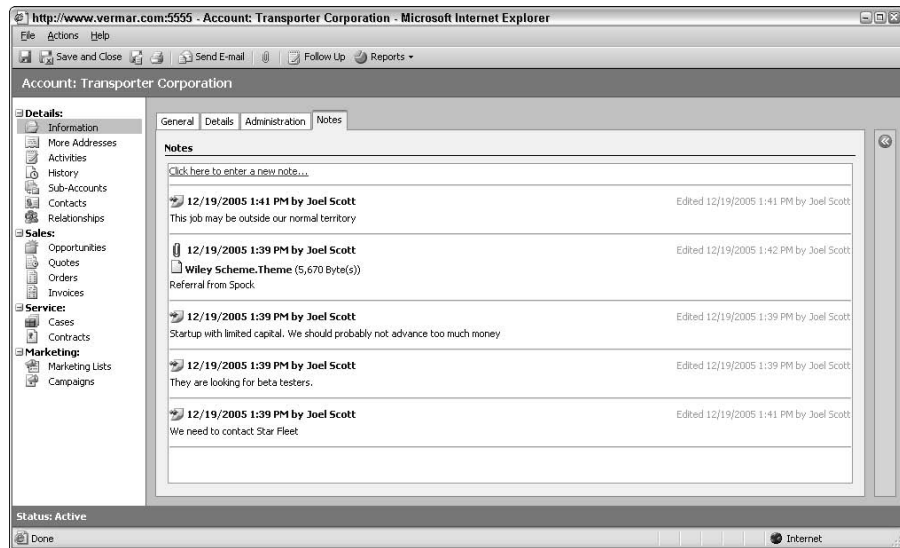 http://www.vermar.com:5555 - Account: Transporter Corporation - Microsoft Internet Explorer
File Actions Help
Save and Close Send E-mail Follow Up Reports
Account: Transporter Corporation
Details:
Information
More Addresses
Activities
History
Sub-Accounts
Contacts
Relationships
Sales:
Opportunities
Quotes
Orders
Invoices
Service:
Cases
Contracts
Marketing:
Marketing Lists
Campaigns
General Details Administration Notes
Notes
Click here to enter a new note...
12/19/2005 1:41 PM by Joel Scott Edited 12/19/2005 1:41 PM by Joel Scott
This job may be outside our normal territory
12/19/2005 1:39 PM by Joel Scott Edited 12/19/2005 1:42 PM by Joel Scott
Wiley Scheme.Theme (5,670 Byte(s))
Referral from Spock
12/19/2005 1:39 PM by Joel Scott Edited 12/19/2005 1:39 PM by Joel Scott
Startup with limited capital. We should probably not advance too much money
12/19/2005 1:39 PM by Joel Scott Edited 12/19/2005 1:39 PM by Joel Scott
They are looking for beta testers.
12/19/2005 1:39 PM by Joel Scott Edited 12/19/2005 1:41 PM by Joel Scott
We need to contact Star Fleet
Status: Active
Done Internet